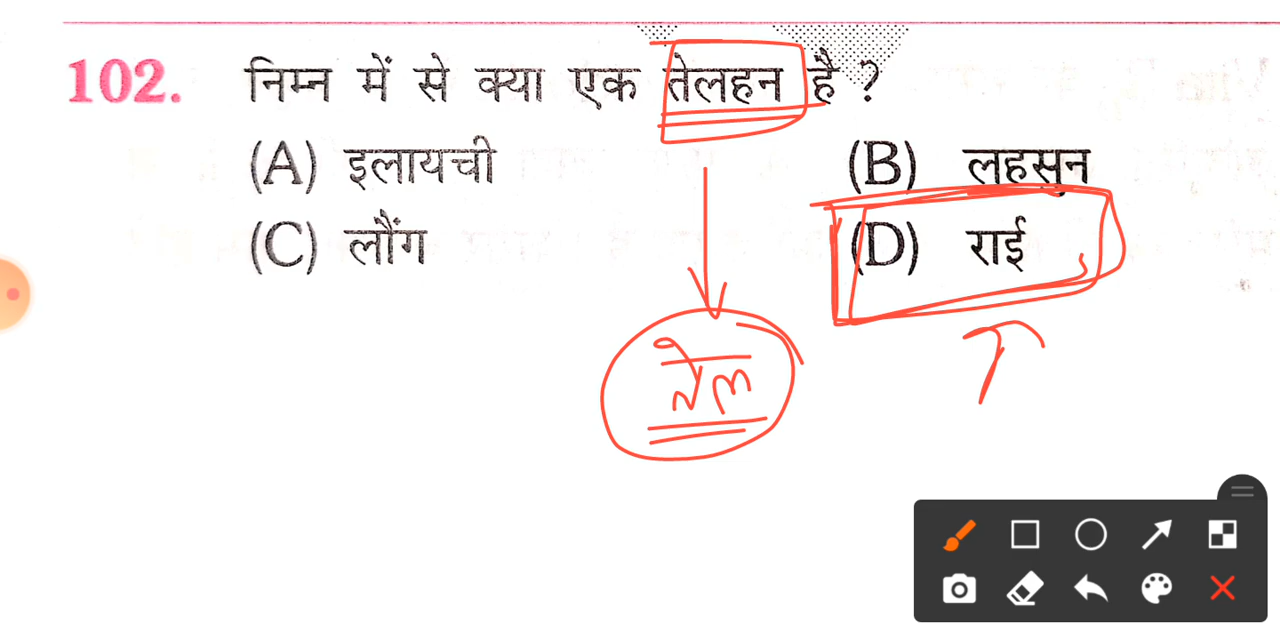 102. निम्न में से क्या एक तेलहन है ?
(A) इलायची (B) लहसुन
(C) लौंग (D) राई
तेल